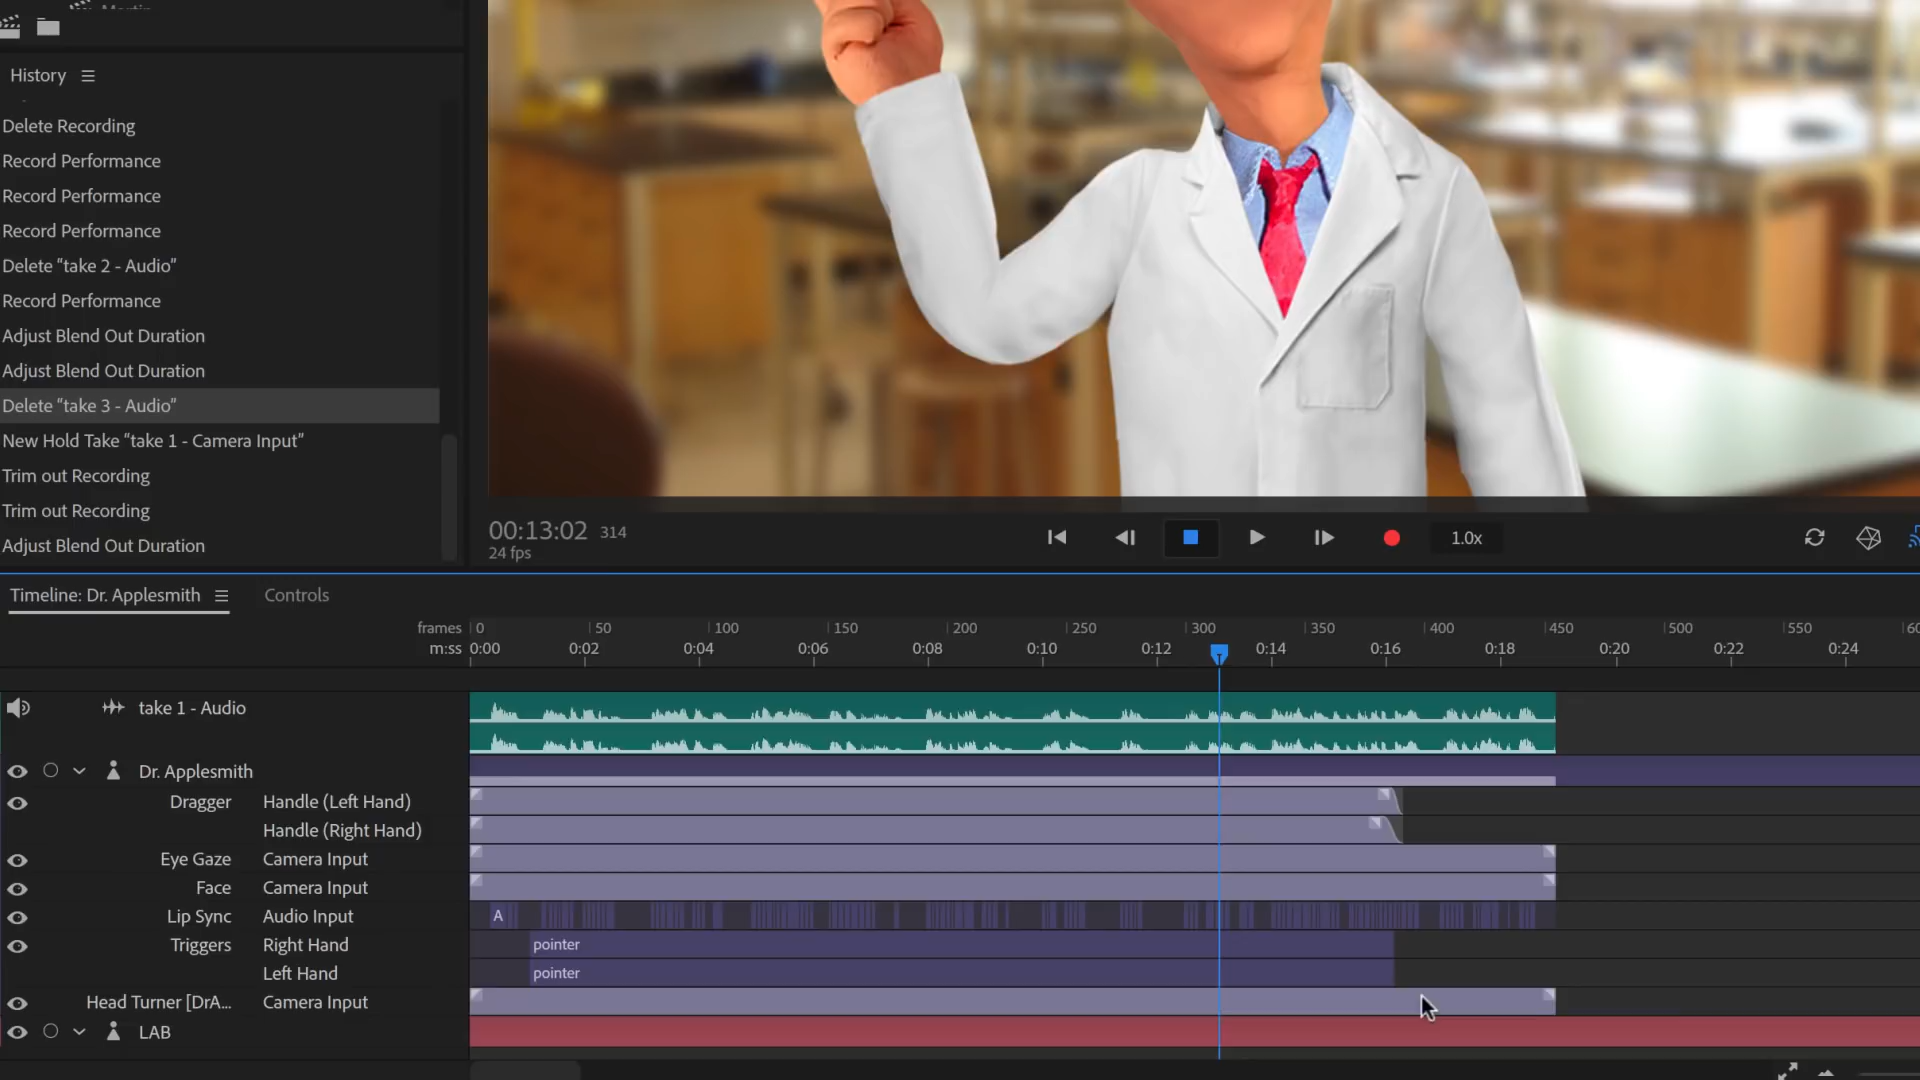 Martin
History
Delete Recording
Record Performance
Record Performance
Record Performance
Delete “take 2 - Audio”
Record Performance
Adjust Blend Out Duration
Adjust Blend Out Duration
Delete “take 3 - Audio”
New Hold Take “take 1 - Camera Input”
Trim out Recording
Trim out Recording
Adjust Blend Out Duration
00:13:02 314
24 fps
1.0x
Timeline: Dr. Applesmith Controls
frames 0 50 100 150 200 250 300 350 400 450 500 550
m:ss 0:00 0:02 0:04 0:06 0:08 0:10 0:12 0:14 0:16 0:18 0:20 0:22 0:24
take 1 - Audio
Dr. Applesmith
Dragger Handle (Left Hand)
Handle (Right Hand)
Eye Gaze Camera Input
Face Camera Input
Lip Sync Audio Input A
Triggers Right Hand pointer
Left Hand pointer
Head Turner [DrA... Camera Input
LAB